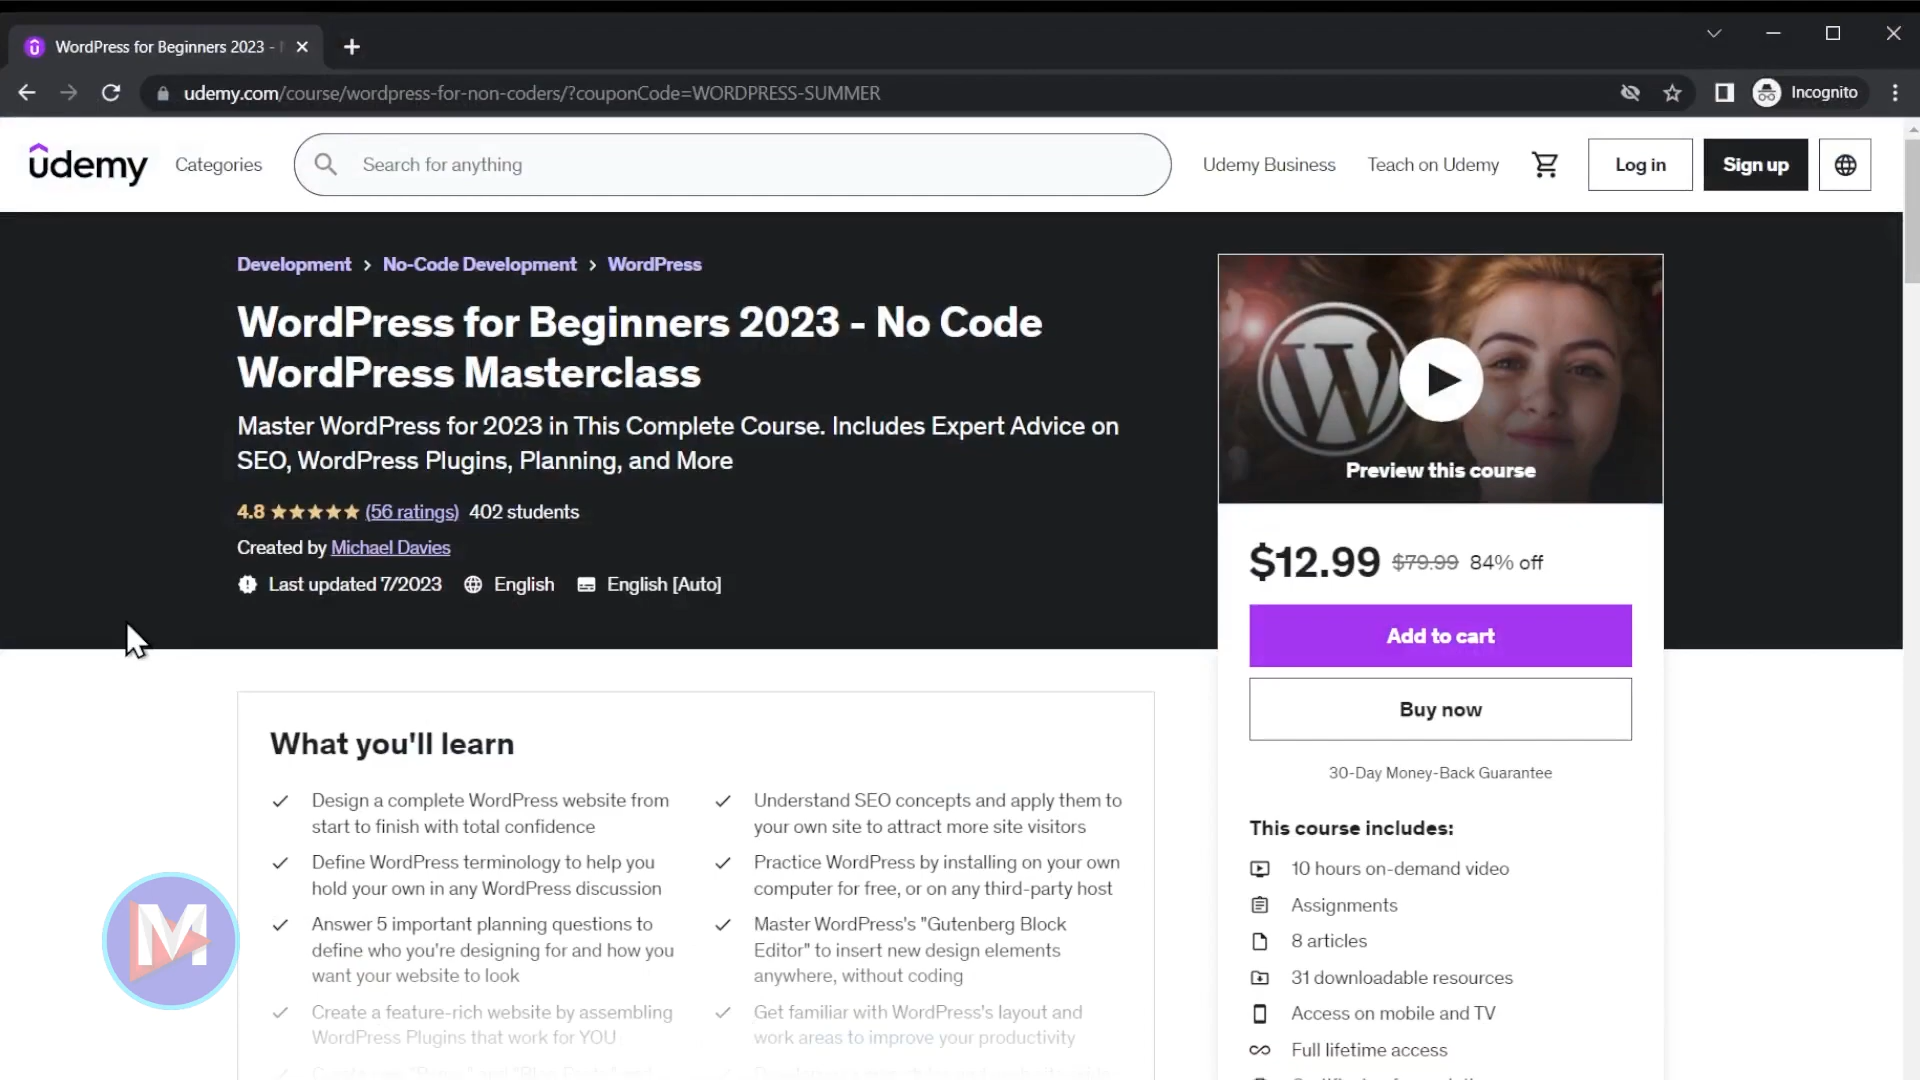 WordPress for Beginners 2023 -
udemy.com/course/wordpress-for-non-coders/?couponCode=WORDPRESS-SUMMER
Incognito
udemy
Categories
Search for anything
Udemy Business
Teach on Udemy
Log in
Sign up
Development > No-Code Development > WordPress
WordPress for Beginners 2023 - No Code
WordPress Masterclass
Master WordPress for 2023 in This Complete Course. Includes Expert Advice on
SEO, WordPress Plugins, Planning, and More
4.8 (56 ratings) 402 students
Created by Michael Davies
Last updated 7/2023 English English [Auto]
Preview this course
$12.99 $79.99 84% off
Add to cart
Buy now
30-Day Money-Back Guarantee
This course includes:
10 hours on-demand video
Assignments
8 articles
31 downloadable resources
Access on mobile and TV
Full lifetime access
What you'll learn
Design a complete WordPress website from
start to finish with total confidence
Define WordPress terminology to help you
hold your own in any WordPress discussion
Answer 5 important planning questions to
define who you're designing for and how you
want your website to look
Create a feature-rich website by assembling
WordPress Plugins that work for YOU
Understand SEO concepts and apply them to
your own site to attract more site visitors
Practice WordPress by installing on your own
computer for free, or on any third-party host
Master WordPress's "Gutenberg Block
Editor" to insert new design elements
anywhere, without coding
Get familiar with WordPress's layout and
work areas to improve your productivity
M